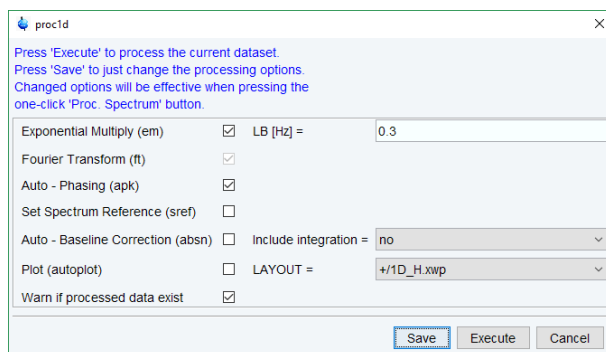 proc1d
Press 'Execute' to process the current dataset.
Press 'Save' to just change the processing options.
Changed options will be effective when pressing the
one-click 'Proc. Spectrum' button.
Exponential Multiply (em) LB [Hz] = 0.3
Fourier Transform (ft)
Auto - Phasing (apk)
Set Spectrum Reference (sref)
Auto - Baseline Correction (absn) Include integration = no
Plot (autoplot) LAYOUT = +/1D_H.xwp
Warn if processed data exist
Save Execute Cancel